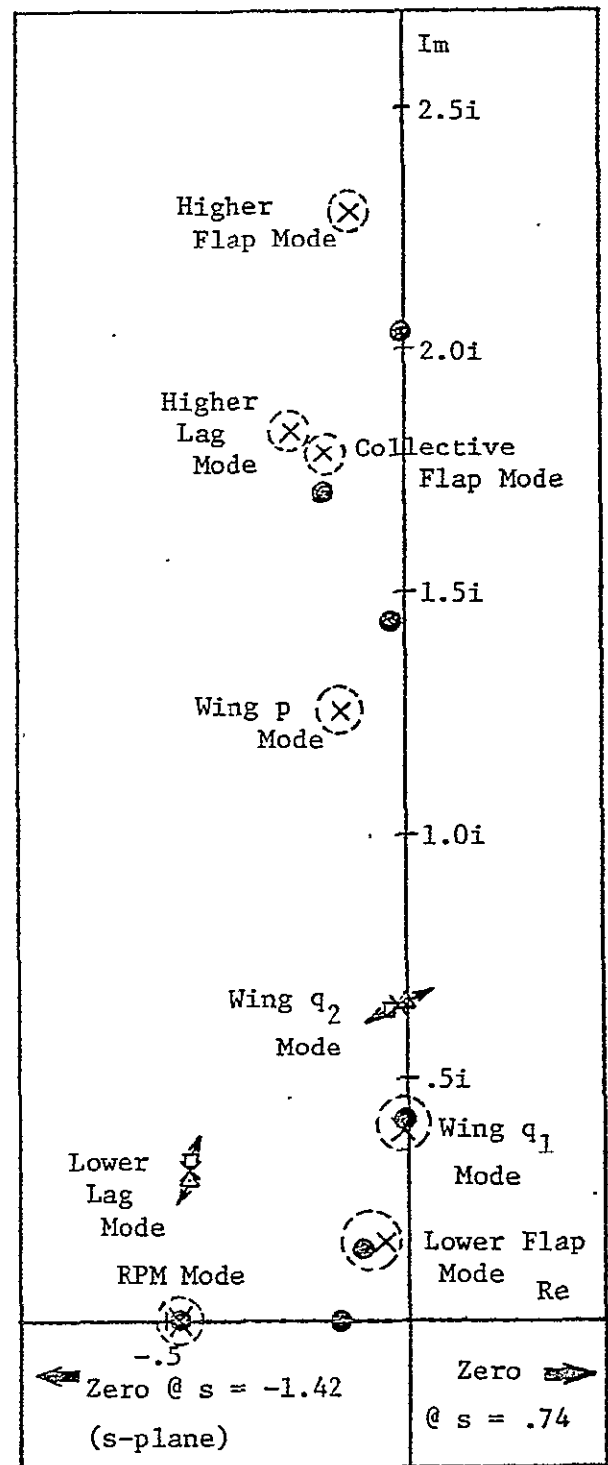 Im
2.5i
Higher
Flap Mode
2.0i
Higher
Lag
Mode
Collective
Flap Mode
1.5i
Wing p
Mode
1.0i
Wing q2
Mode
.5i
Wing q1
Mode
Lower
Lag
Mode
Lower Flap
Mode
RPM Mode
Re
-.5
Zero @ s = -1.42
(s-plane)
Zero
@ s = .74